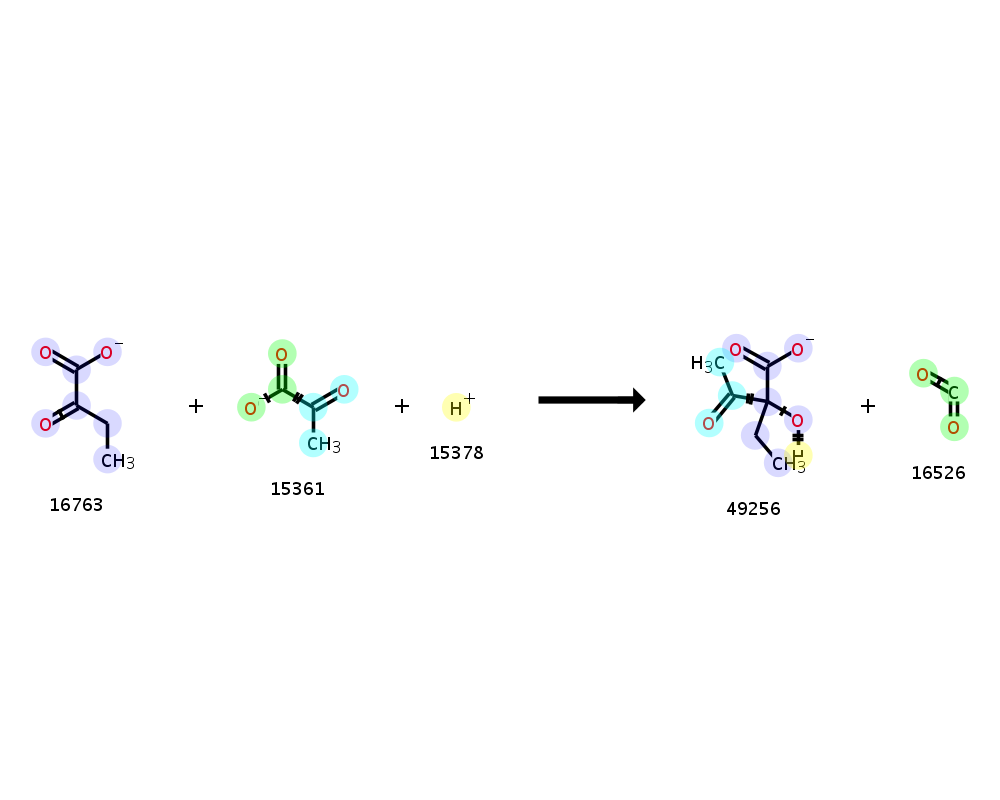 O O⁻ O CH₃
16763
+
O O⁻ O CH₃
15361
+
H⁺
15378
H₃C O O⁻ O O H CH₃
49256
+
O C O
16526